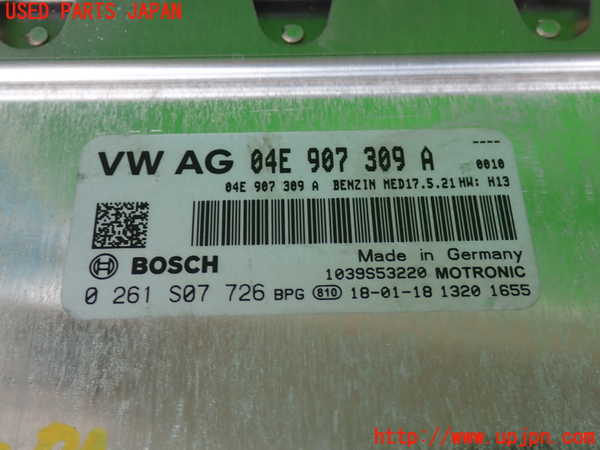 USED PARTS JAPAN
----
VW AG 04E 907 309 A 0010
04E 907 309 A BENZIN MED17.5.21 HW: H13
Made in Germany
BOSCH 1039S53220 MOTRONIC
0 261 S07 726 BPG 810 18-01-18 1320 1655
www.upjpn.com